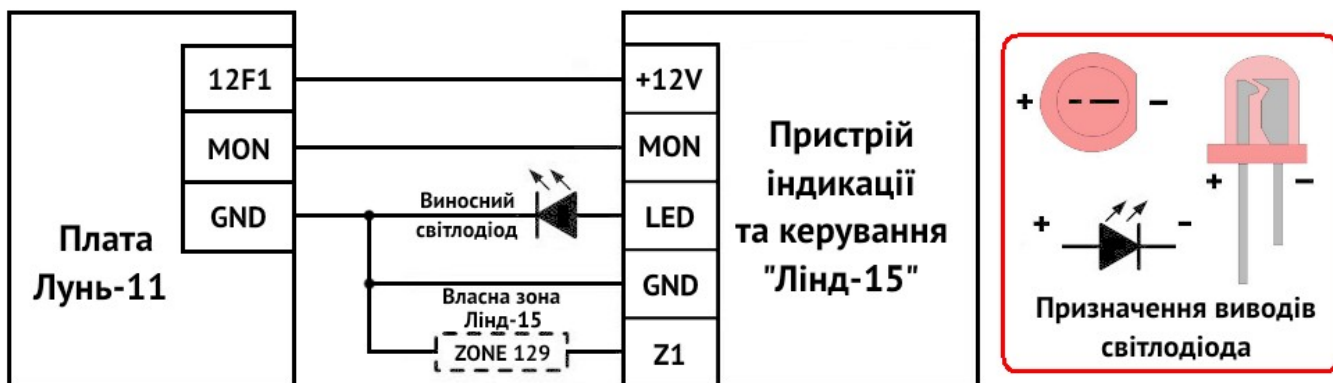 Плата
Лунь-11
12F1
MON
GND
Виносний
світлодіод
Власна зона
Лінд-15
ZONE 129
+12V
MON
LED
GND
Z1
Пристрій
індикації
та керування
"Лінд-15"
+ -
+ -
+ -
Призначення виводів
світлодіода